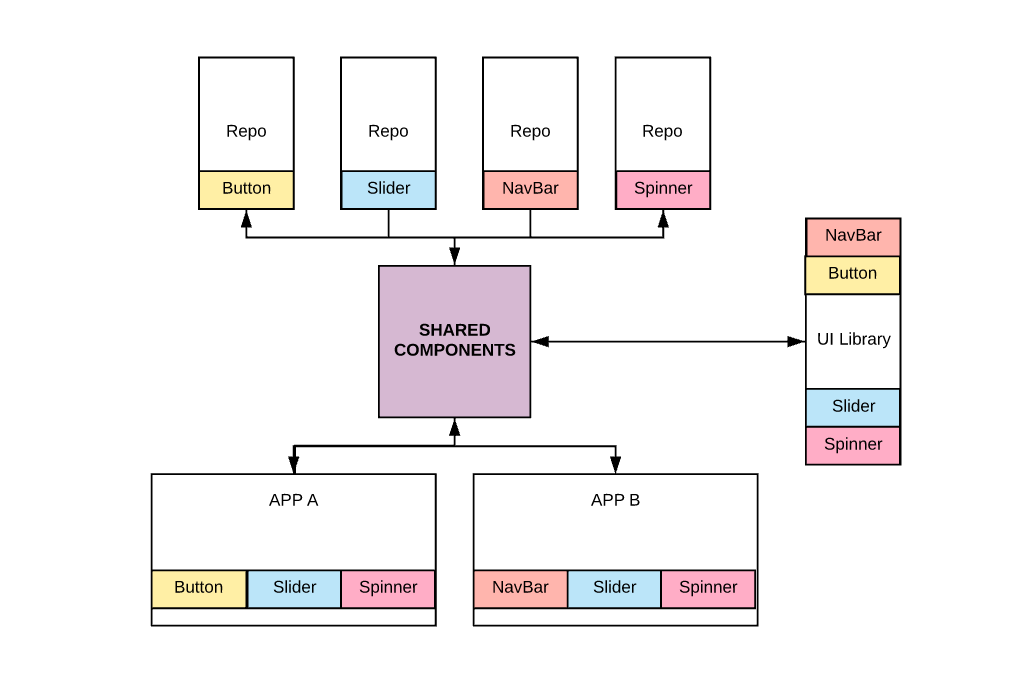 Repo
Button
Repo
Slider
Repo
NavBar
Repo
Spinner
SHARED
COMPONENTS
NavBar
Button
UI Library
Slider
Spinner
APP A
Button
Slider
Spinner
APP B
NavBar
Slider
Spinner